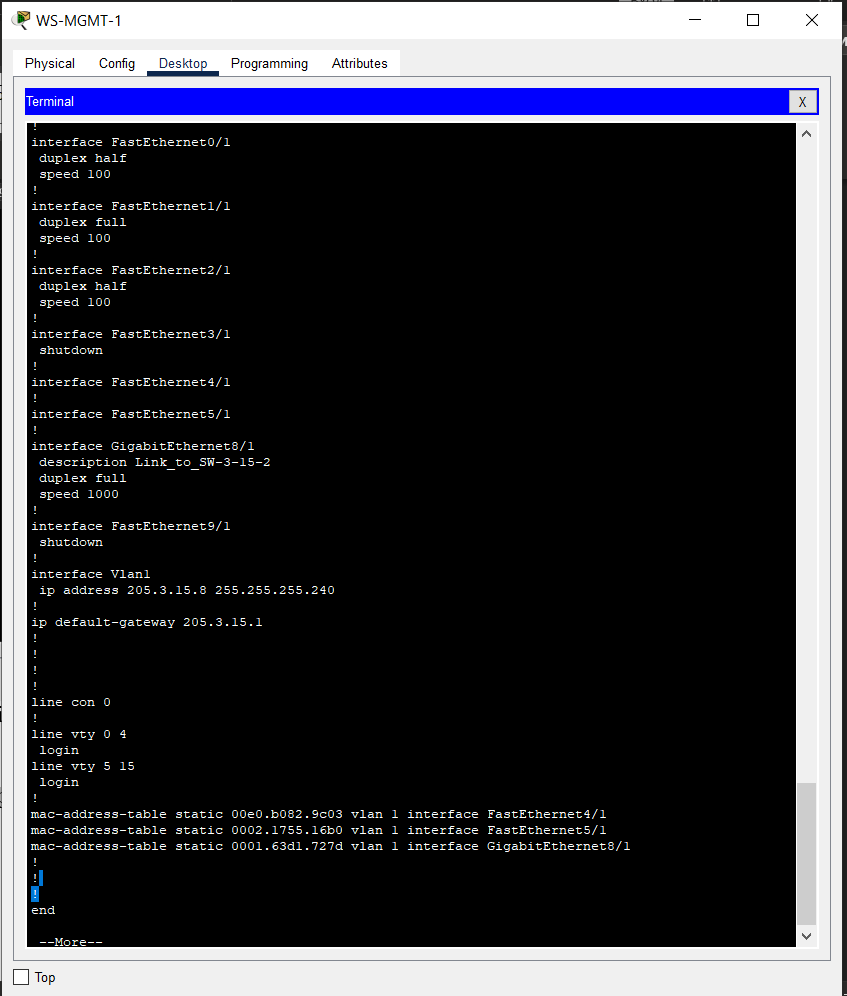 WS-MGMT-1
Physical Config Desktop Programming Attributes
Terminal X
!
interface FastEthernet0/1
duplex half
speed 100
!
interface FastEthernet1/1
duplex full
speed 100
!
interface FastEthernet2/1
duplex half
speed 100
!
interface FastEthernet3/1
shutdown
!
interface FastEthernet4/1
!
interface FastEthernet5/1
!
interface GigabitEthernet8/1
description Link_to_SW-3-15-2
duplex full
speed 1000
!
interface FastEthernet9/1
shutdown
!
interface Vlan1
ip address 205.3.15.8 255.255.255.240
!
ip default-gateway 205.3.15.1
!
!
!
!
line con 0
!
line vty 0 4
login
line vty 5 15
login
!
mac-address-table static 00e0.b082.9c03 vlan 1 interface FastEthernet4/1
mac-address-table static 0002.1755.16b0 vlan 1 interface FastEthernet5/1
mac-address-table static 0001.63d1.727d vlan 1 interface GigabitEthernet8/1
!
!
!
end
--More--
Top